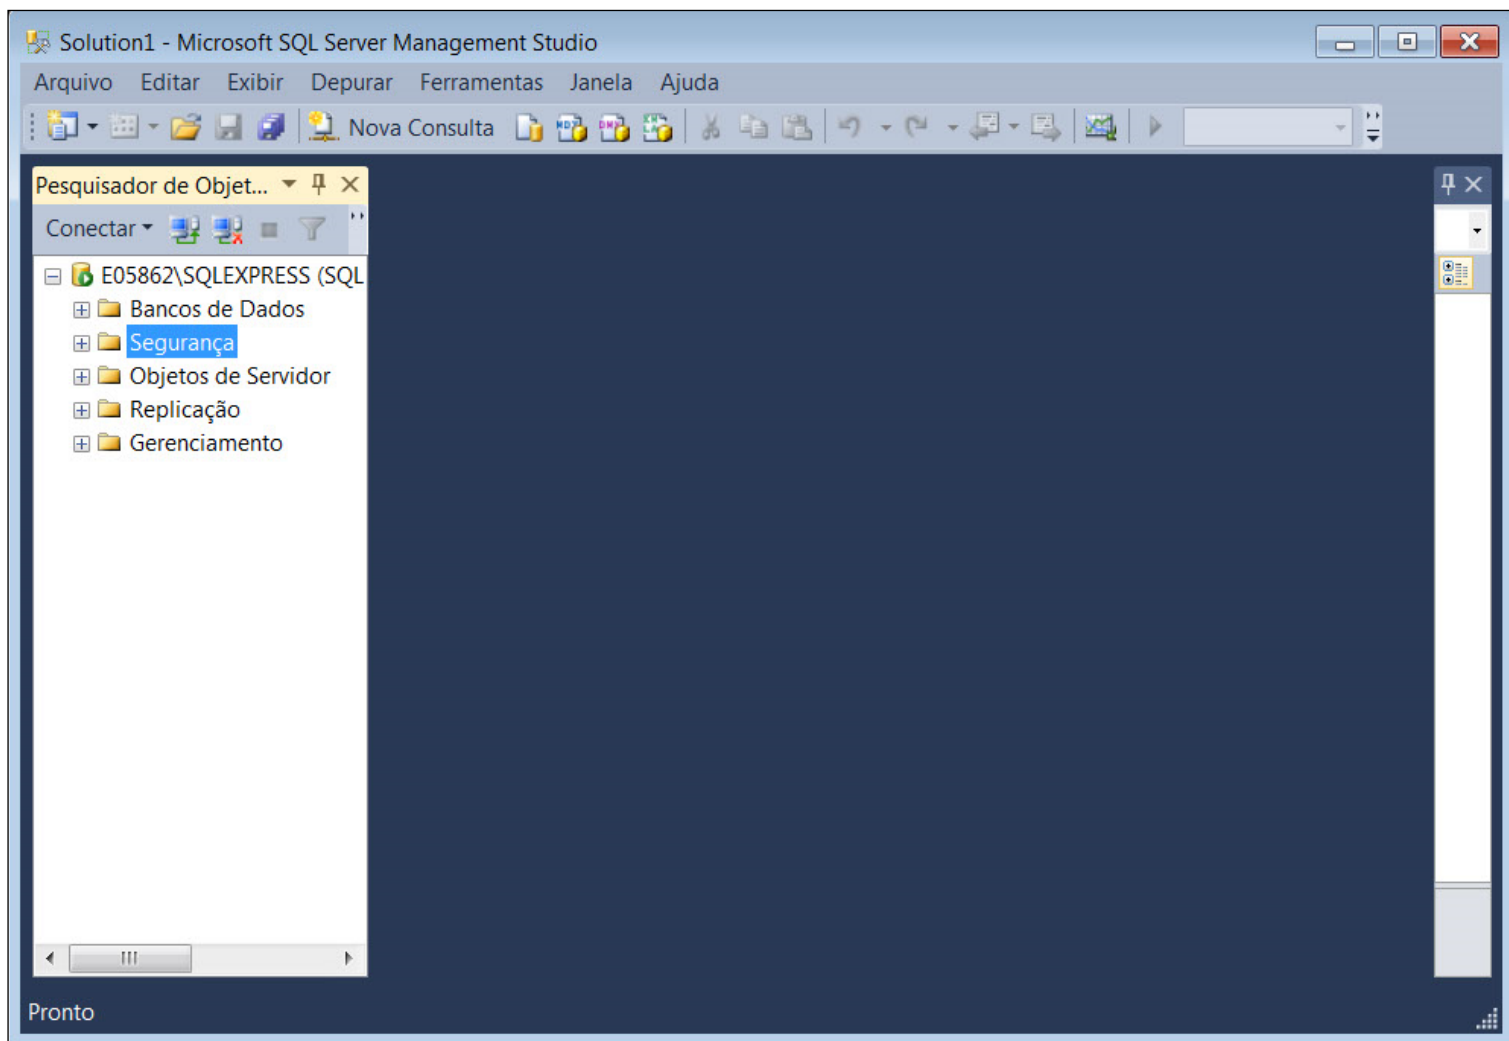 Solution1 - Microsoft SQL Server Management Studio
Arquivo Editar Exibir Depurar Ferramentas Janela Ajuda
Nova Consulta
Pesquisador de Objet...
Conectar
E05862\SQLEXPRESS (SQL
Bancos de Dados
Segurança
Objetos de Servidor
Replicação
Gerenciamento
Pronto